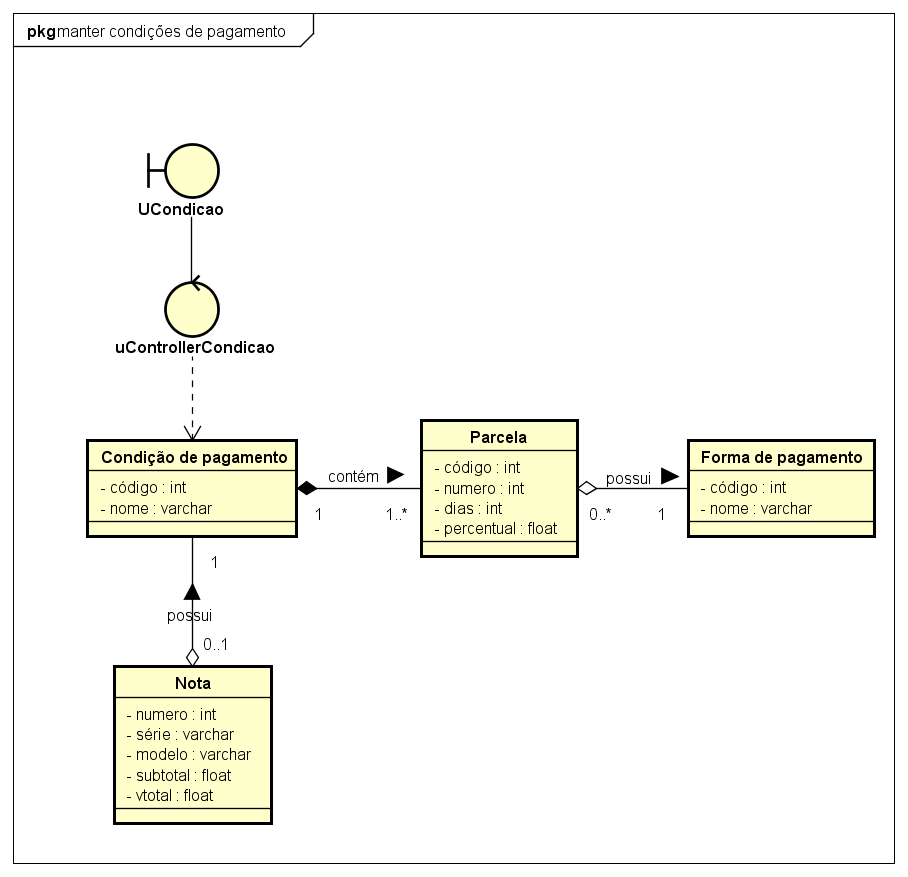 pkg manter condições de pagamento
UCondicao
uControllerCondicao
Condição de pagamento
- código : int
- nome : varchar
contém
1
1..*
Parcela
- código : int
- numero : int
- dias : int
- percentual : float
possui
0..*
1
Forma de pagamento
- código : int
- nome : varchar
1
possui
0..1
Nota
- numero : int
- série : varchar
- modelo : varchar
- subtotal : float
- vtotal : float